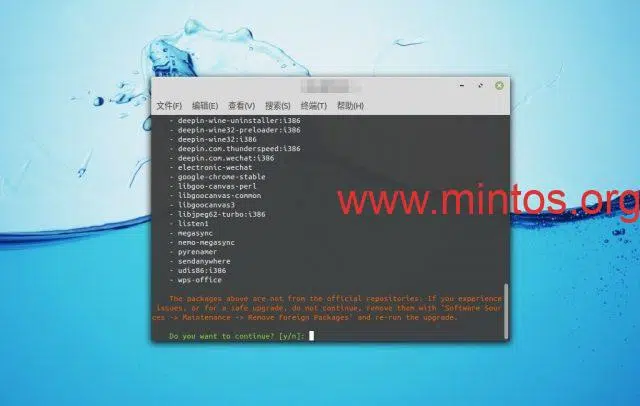 文件(F) 编辑(E) 查看(V) 搜索(S) 终端(T) 帮助(H)
- deepin-wine-uninstaller:i386
- deepin-wine32-preloader:i386
- deepin-wine32:i386
- deepin.com.thunderspeed:i386
- deepin.com.wechat:i386
- electronic-wechat
- google-chrome-stable
- libgoo-canvas-perl
- libgoocanvas-common
- libgoocanvas3
- libjpeg62-turbo:i386
- listen1
- megasync
- nemo-megasync
- pyrenamer
- sendanywhere
- udis86:i386
- wps-office
www.mintos.org
The packages above are not from the official repositories. If you experience
issues, or for a safe upgrade, do not continue, remove them with "Software Sour
ces -> Maintenance -> Remove Foreign Packages' and re-run the upgrade.
Do you want to continue? [y/n]: